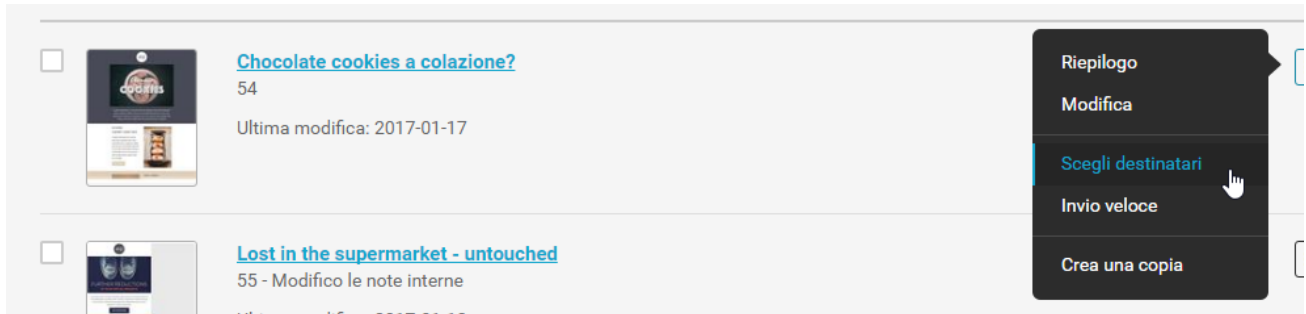 Chocolate cookies a colazione?
54
Ultima modifica: 2017-01-17
Riepilogo
Modifica
Scegli destinatari
Invio veloce
Crea una copia
Lost in the supermarket - untouched
55 - Modifico le note interne
COOKIES